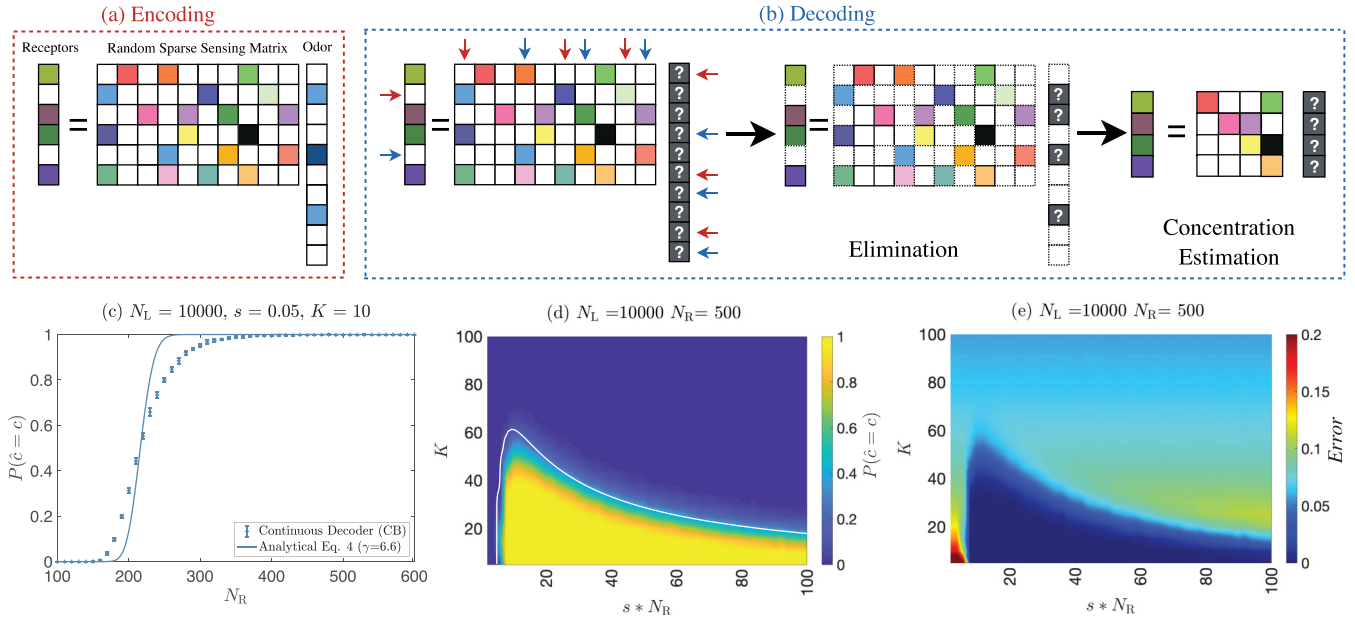 (a) Encoding
(b) Decoding
Receptors
Random Sparse Sensing Matrix
Odor
=
=
?
?
?
?
?
?
?
?
?
?
=
?
?
?
?
Elimination
=
?
?
?
?
Concentration
Estimation
(c) N_L = 10000, s = 0.05, K = 10
P(ĉ = c)
1
0.8
0.6
0.4
0.2
0
100 200 300 400 500 600
N_R
Continuous Decoder (CB)
Analytical Eq. 4 (γ=6.6)
(d) N_L =10000 N_R= 500
K
100
80
60
40
20
20 40 60 80 100
s * N_R
1
0.8
0.6
0.4
0.2
0
P(ĉ = c)
(e) N_L =10000 N_R= 500
K
100
80
60
40
20
20 40 60 80 100
s * N_R
0.2
0.15
0.1
0.05
0
Error